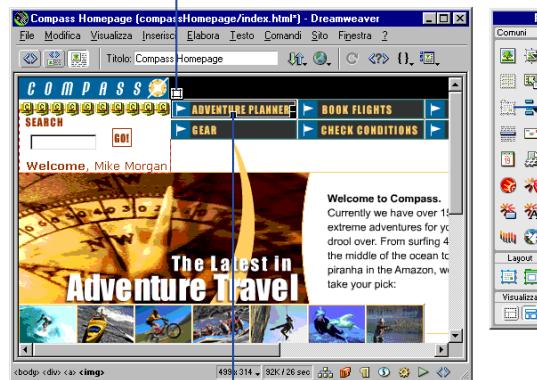 Compass Homepage (compassHomepage/index.html*) - Dreamweaver
File Modifica Visualizza Inserisci Elabora Testo Comandi Sito Finestra ?
Titolo: Compass Homepage
Comuni
COMPASS
ADVENTURE PLANNER BOOK FLIGHTS
SEARCH
GEAR CHECK CONDITIONS
GO!
Welcome, Mike Morgan
Welcome to Compass.
Currently we have over 15
extreme adventures for yo
drool over. From surfing 4
the middle of the ocean to
piranha in the Amazon, w
take your pick:
The Latest in
Adventure Travel
Layout
Visualizza
<body> <div> <a> <img>
499 x 314 92K / 26 sec